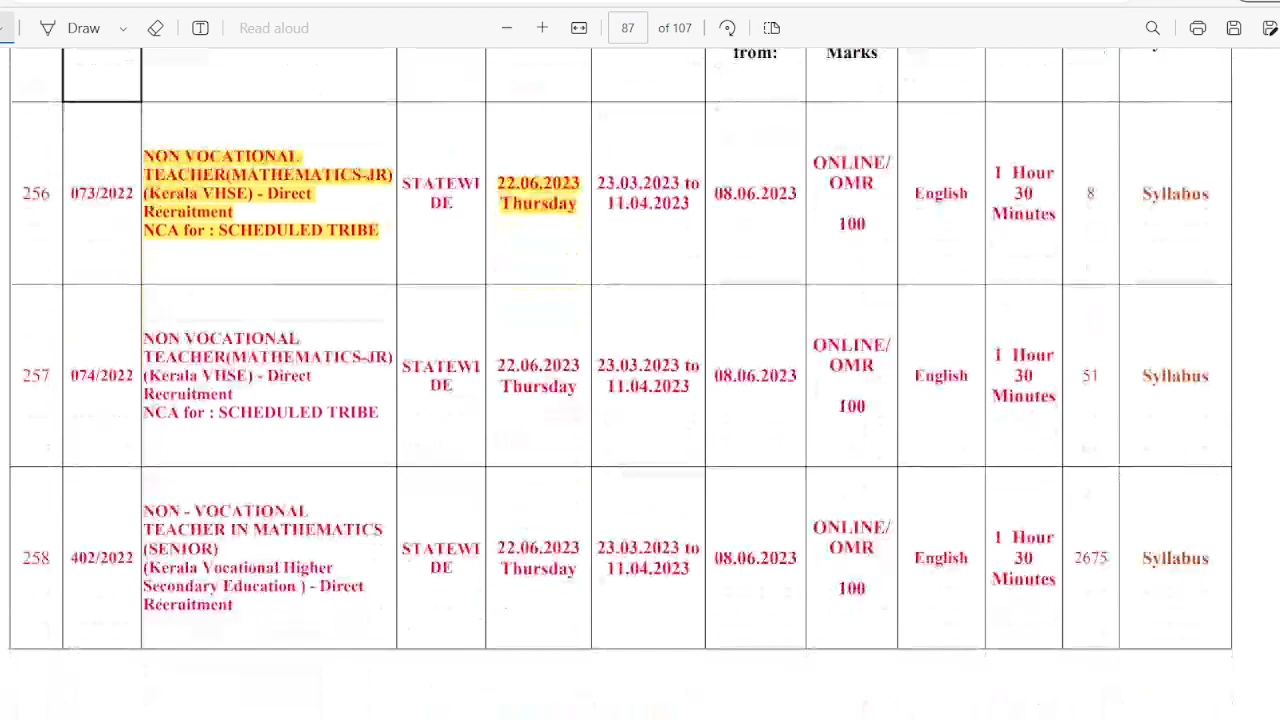 Draw
Read aloud
87 of 107
from:
Marks
256
073/2022
NON VOCATIONAL
TEACHER(MATHEMATICS-JR)
(Kerala VHSE) - Direct
Recruitment
NCA for : SCHEDULED TRIBE
STATEWI
DE
22.06.2023
Thursday
23.03.2023 to
11.04.2023
08.06.2023
ONLINE/
OMR
100
English
1 Hour
30
Minutes
8
Syllabus
257
074/2022
NON VOCATIONAL
TEACHER(MATHEMATICS-JR)
(Kerala VHSE) - Direct
Recruitment
NCA for : SCHEDULED TRIBE
STATEWI
DE
22.06.2023
Thursday
23.03.2023 to
11.04.2023
08.06.2023
ONLINE/
OMR
100
English
1 Hour
30
Minutes
51
Syllabus
258
402/2022
NON - VOCATIONAL
TEACHER IN MATHEMATICS
(SENIOR)
(Kerala Vocational Higher
Secondary Education ) - Direct
Recruitment
STATEWI
DE
22.06.2023
Thursday
23.03.2023 to
11.04.2023
08.06.2023
ONLINE/
OMR
100
English
1 Hour
30
Minutes
2675
Syllabus